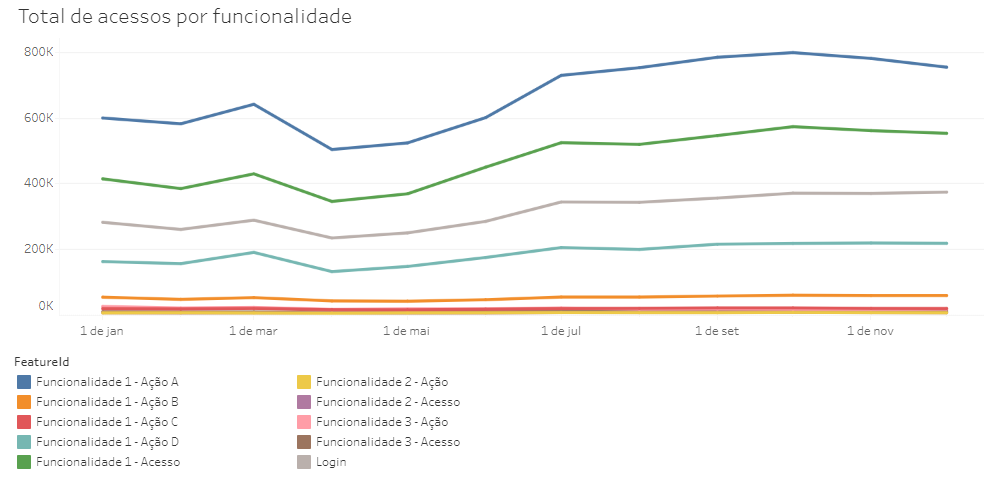 Total de acessos por funcionalidade
800K
600K
400K
200K
0K
1 de jan
1 de mar
1 de mai
1 de jul
1 de set
1 de nov
FeatureId
Funcionalidade 1 - Ação A
Funcionalidade 1 - Ação B
Funcionalidade 1 - Ação C
Funcionalidade 1 - Ação D
Funcionalidade 1 - Acesso
Funcionalidade 2 - Ação
Funcionalidade 2 - Acesso
Funcionalidade 3 - Ação
Funcionalidade 3 - Acesso
Login